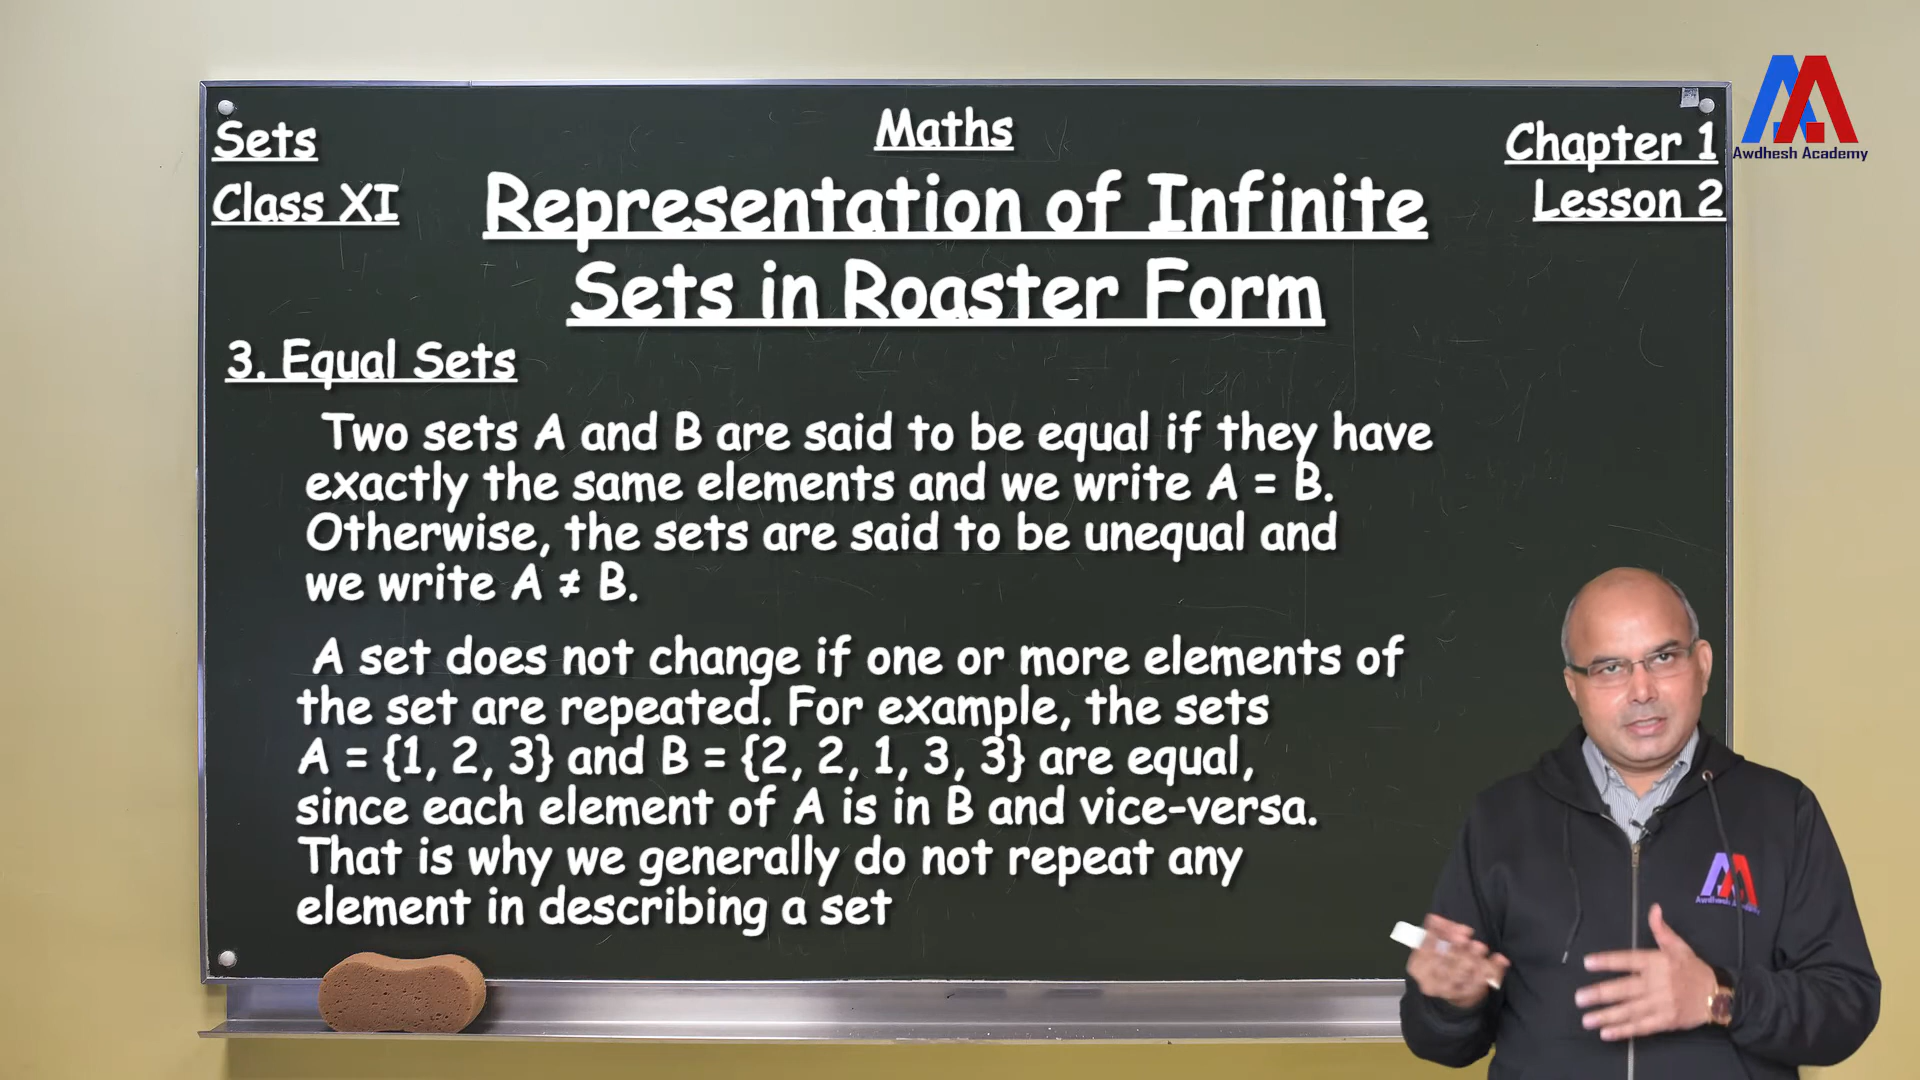 Sets
Maths
Chapter 1
Class XI
Lesson 2
Representation of Infinite
Sets in Roaster Form
3. Equal Sets
Two sets A and B are said to be equal if they have
exactly the same elements and we write A = B.
Otherwise, the sets are said to be unequal and
we write A ≠ B.
A set does not change if one or more elements of
the set are repeated. For example, the sets
A = {1, 2, 3} and B = {2, 2, 1, 3, 3} are equal,
since each element of A is in B and vice-versa.
That is why we generally do not repeat any
element in describing a set
Awdhesh Academy
Awdhesh Academy